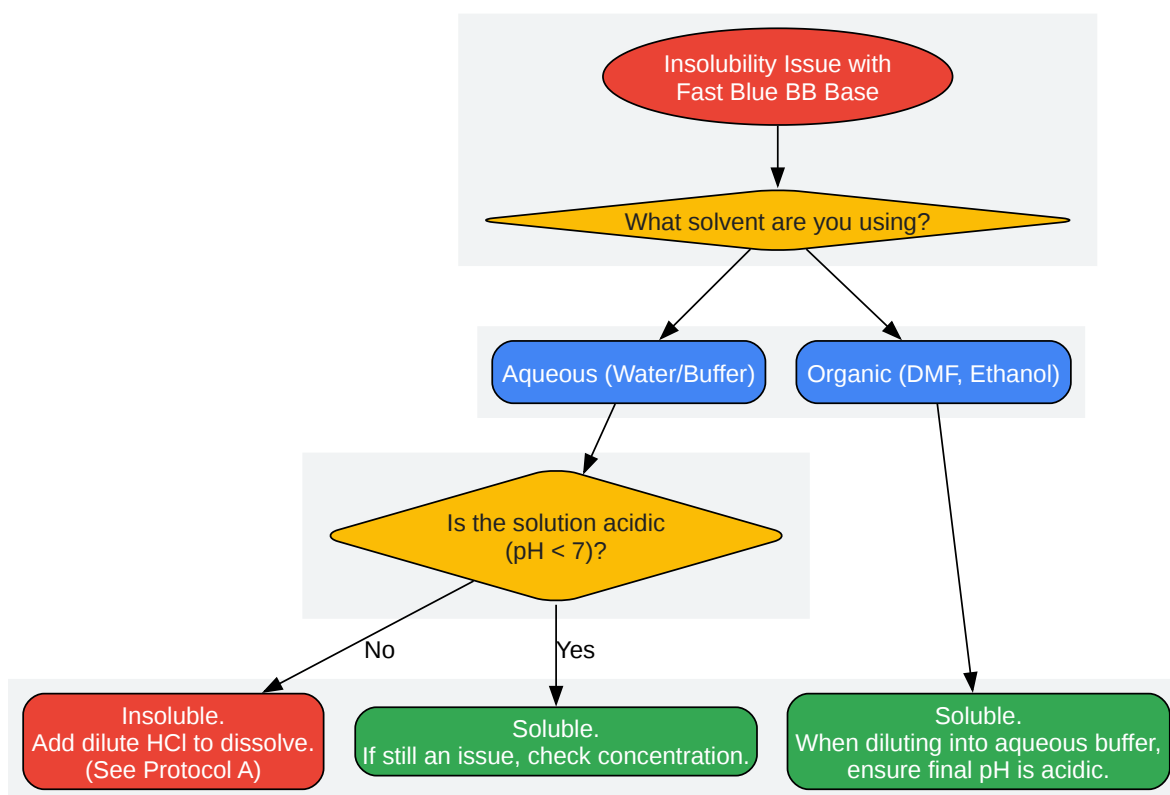 Insolubility Issue with
Fast Blue BB Base
What solvent are you using?
Aqueous (Water/Buffer)
Organic (DMF, Ethanol)
Is the solution acidic
(pH < 7)?
No
Yes
Insoluble.
Add dilute HCl to dissolve.
(See Protocol A)
Soluble.
If still an issue, check concentration.
Soluble.
When diluting into aqueous buffer,
ensure final pH is acidic.